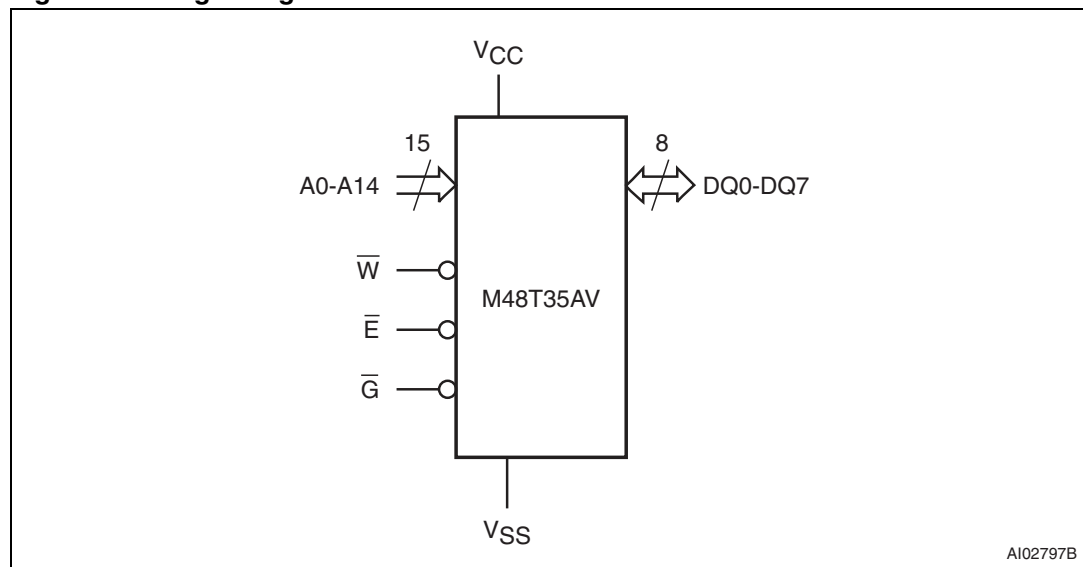 VCC
15
8
A0-A14
DQ0-DQ7
W̅
M48T35AV
E̅
G̅
VSS
AI02797B